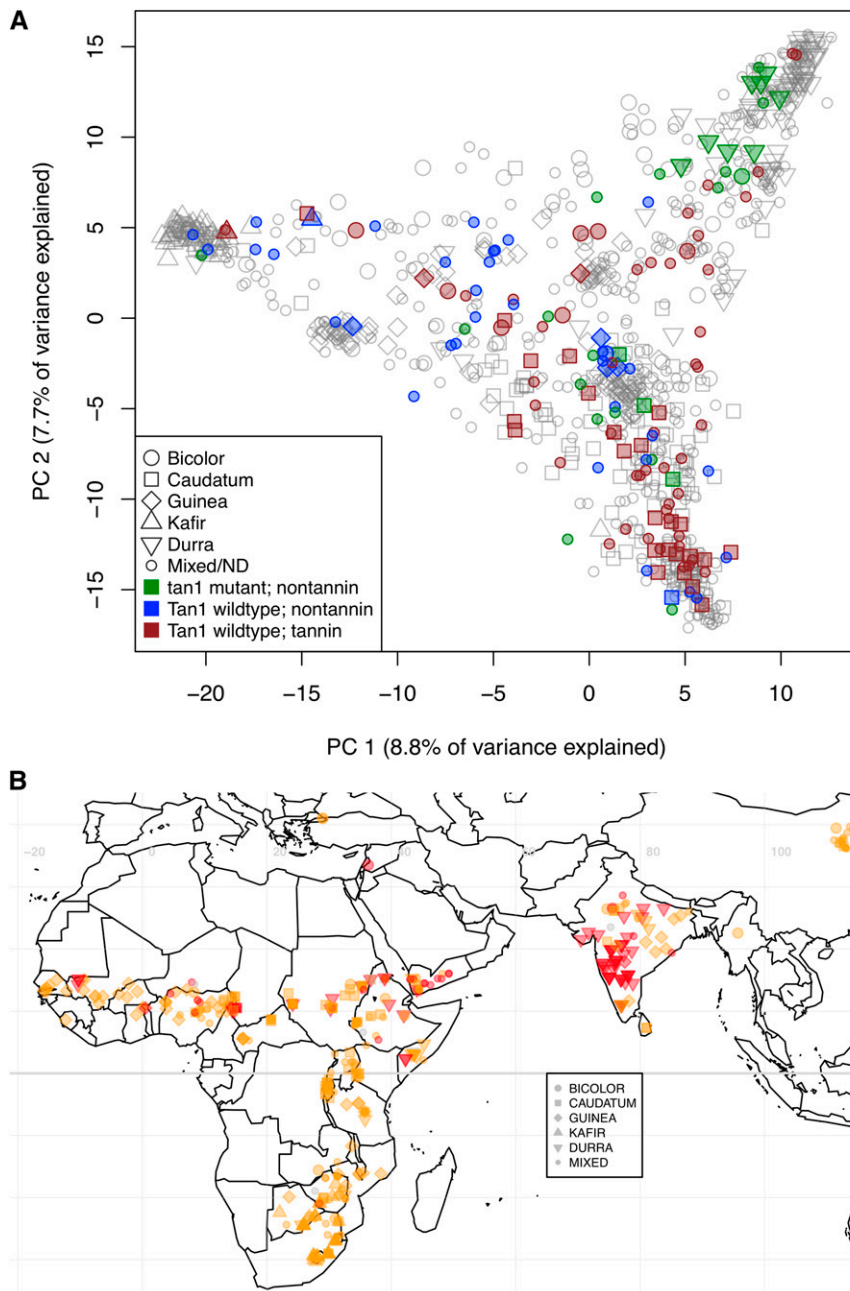 A
15
10
5
0
−5
−10
−15
PC 2 (7.7% of variance explained)
Bicolor
Caudatum
Guinea
Kafir
Durra
Mixed/ND
tan1 mutant; nontannin
Tan1 wildtype; nontannin
Tan1 wildtype; tannin
−20 −15 −10 −5 0 5 10
PC 1 (8.8% of variance explained)
B
−20 0 20 40 60 80 100
BICOLOR
CAUDATUM
GUINEA
KAFIR
DURRA
MIXED